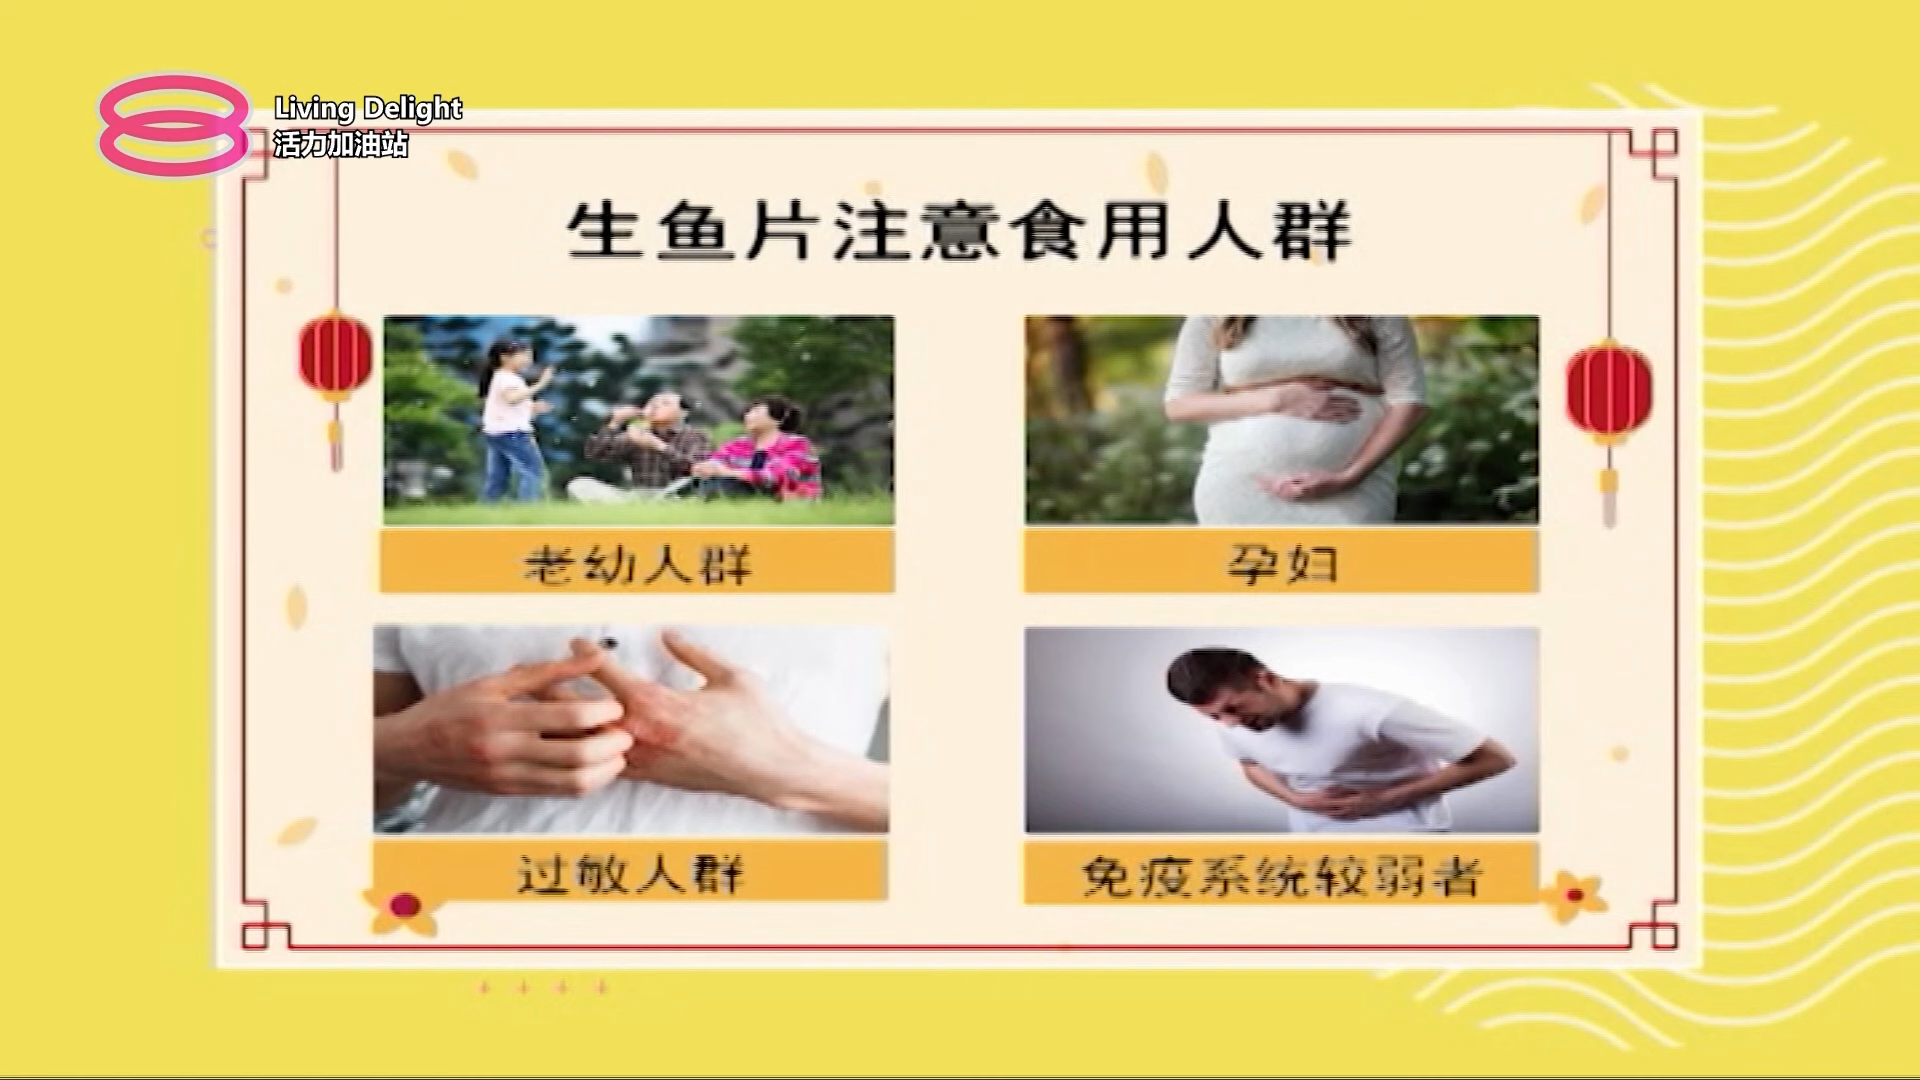 Living Delight
活力加油站
生鱼片注意食用人群
老幼人群
孕妇
过敏人群
免疫系统较弱者